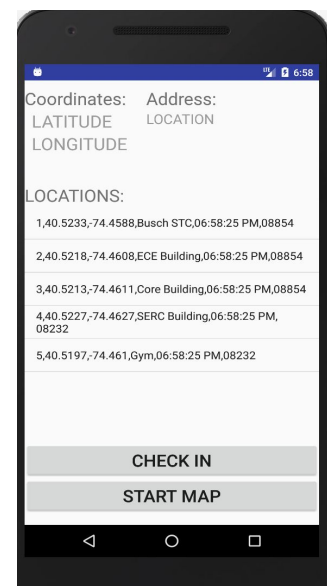 6:58
Coordinates: Address:
LATITUDE LOCATION
LONGITUDE
LOCATIONS:
1,40.5233,-74.4588,Busch STC,06:58:25 PM,08854
2,40.5218,-74.4608,ECE Building,06:58:25 PM,08854
3,40.5213,-74.4611,Core Building,06:58:25 PM,08854
4,40.5227,-74.4627,SERC Building,06:58:25 PM,
08232
5,40.5197,-74.461,Gym,06:58:25 PM,08232
CHECK IN
START MAP